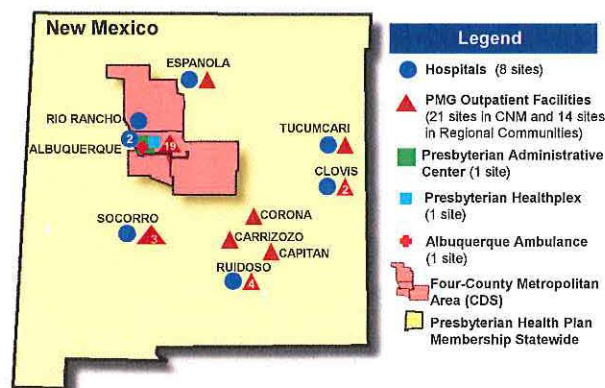 New Mexico
ESPANOLA
RIO RANCHO
2
ALBUQUERQUE
19
TUCUMCARI
CLOVIS
2
SOCORRO
3
CORONA
CARRIZOZO
CAPITAN
RUIDOSO
4
Legend
Hospitals (8 sites)
PMG Outpatient Facilities
(21 sites in CNM and 14 sites
in Regional Communities)
Presbyterian Administrative
Center (1 site)
Presbyterian Healthplex
(1 site)
Albuquerque Ambulance
(1 site)
Four-County Metropolitan
Area (CDS)
Presbyterian Health Plan
Membership Statewide